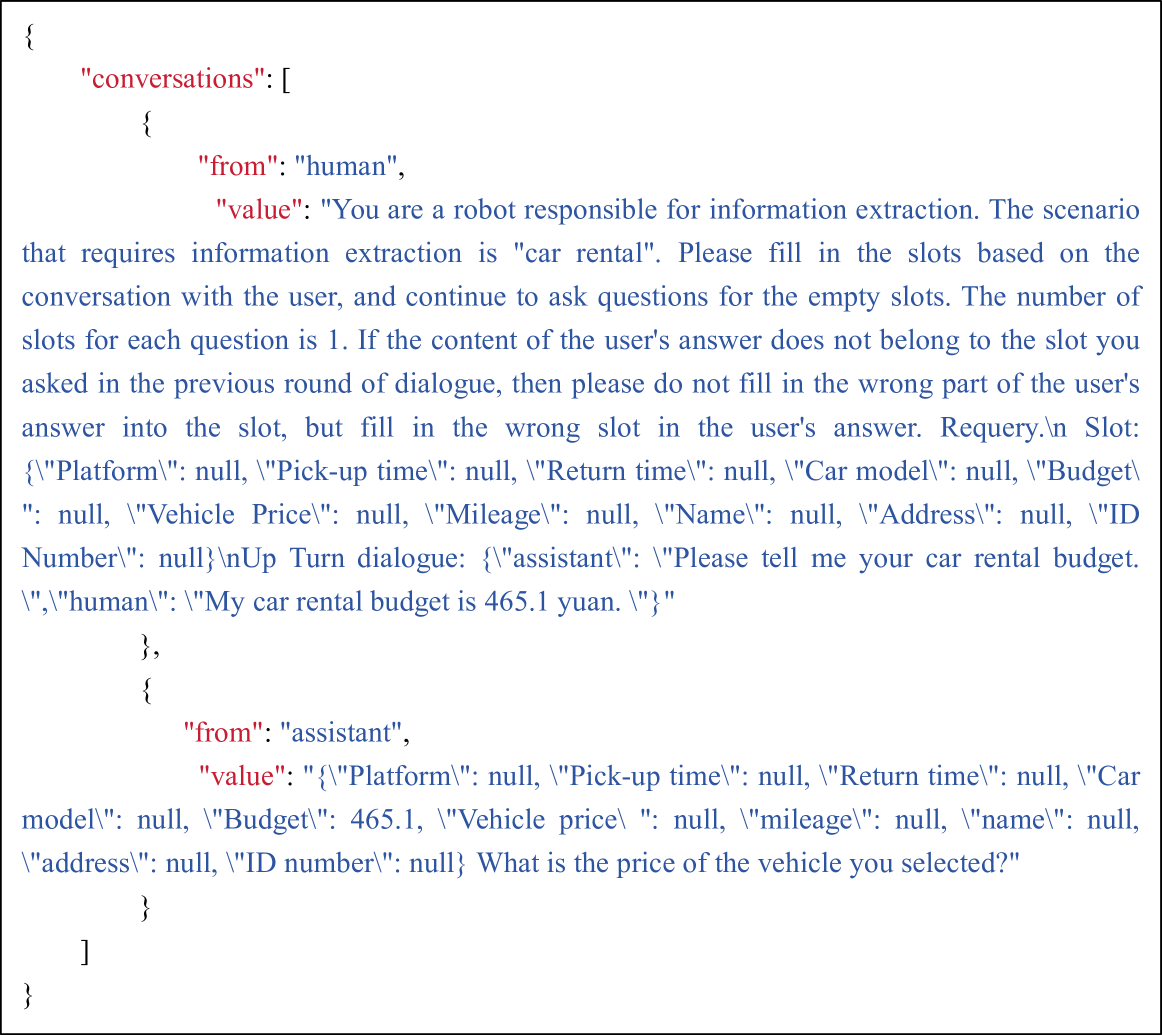 {
"conversations": [
{
"from": "human",
"value": "You are a robot responsible for information extraction. The scenario
that requires information extraction is "car rental". Please fill in the slots based on the
conversation with the user, and continue to ask questions for the empty slots. The number of
slots for each question is 1. If the content of the user's answer does not belong to the slot you
asked in the previous round of dialogue, then please do not fill in the wrong part of the user's
answer into the slot, but fill in the wrong slot in the user's answer. Requery.\n Slot:
{\"Platform\": null, \"Pick-up time\": null, \"Return time\": null, \"Car model\": null, \"Budget\
": null, \"Vehicle Price\": null, \"Mileage\": null, \"Name\": null, \"Address\": null, \"ID
Number\": null}\nUp Turn dialogue: {\"assistant\": \"Please tell me your car rental budget.
\",\"human\": \"My car rental budget is 465.1 yuan. \"}"
},
{
"from": "assistant",
"value": "{\"Platform\": null, \"Pick-up time\": null, \"Return time\": null, \"Car
model\": null, \"Budget\": 465.1, \"Vehicle price\ ": null, \"mileage\": null, \"name\": null,
\"address\": null, \"ID number\": null} What is the price of the vehicle you selected?"
}
]
}